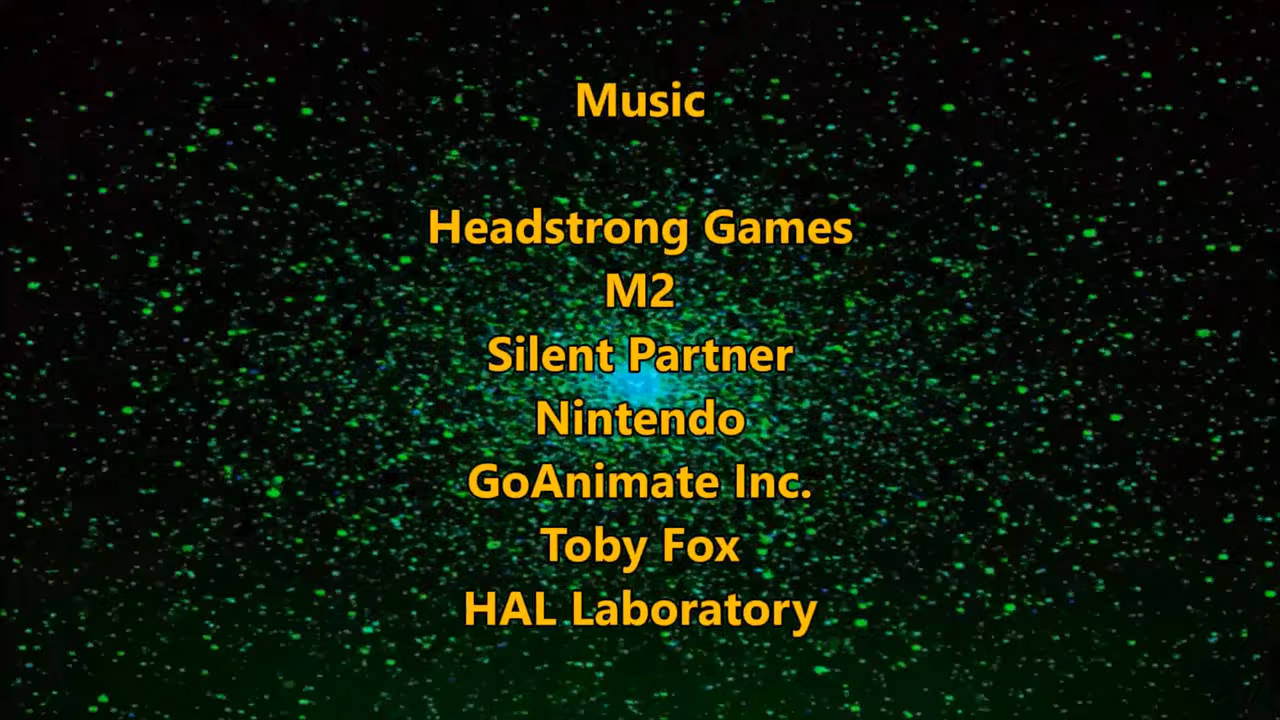 Music
Headstrong Games
M2
Silent Partner
Nintendo
GoAnimate Inc.
Toby Fox
HAL Laboratory